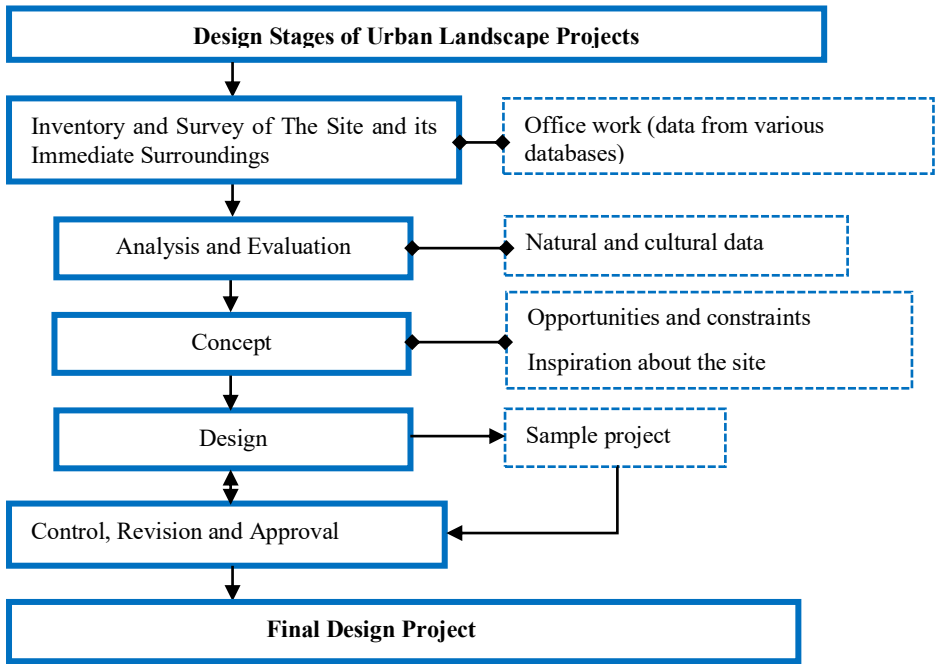 Design Stages of Urban Landscape Projects
Inventory and Survey of The Site and its
Immediate Surroundings
Office work (data from various
databases)
Analysis and Evaluation
Natural and cultural data
Concept
Opportunities and constraints
Inspiration about the site
Design
Sample project
Control, Revision and Approval
Final Design Project